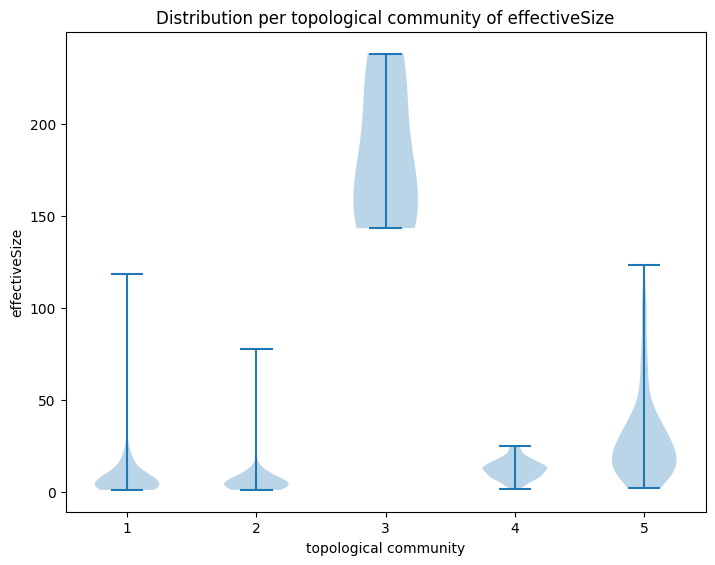 Distribution per topological community of effectiveSize
effectiveSize
200
150
100
50
0
1 2 3 4 5
topological community